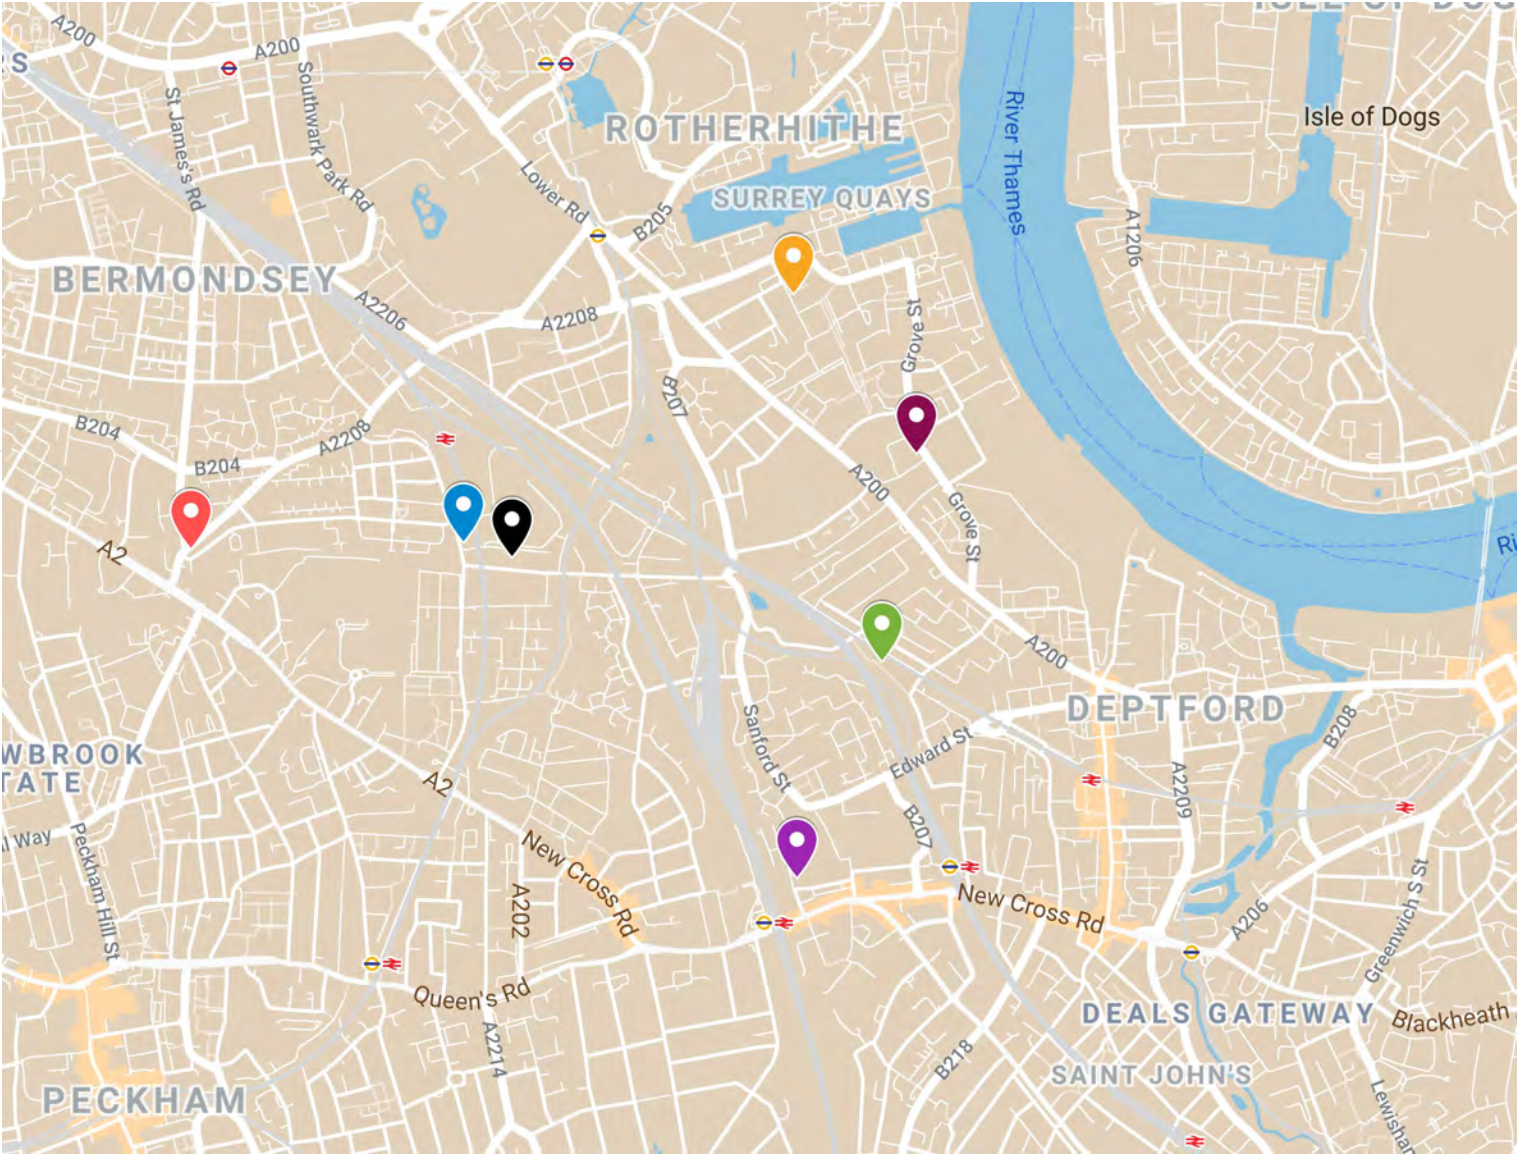 A200
A200
RS
St James's Rd
Southwark Park Rd
ROTHERHITHE
River Thames
Isle of Dogs
Lower Rd
SURREY QUAYS
B205
A1206
BERMONDSEY
A2206
A2208
Grove St
B207
B204
A2208
B204
A200
Grove St
A2
Ri
A200
DEPTFORD
Sanford St
Edward St
B208
WBROOK
TATE
A2
A2209
l Way
B207
Peckham Hill St
New Cross Rd
A202
New Cross Rd
A206
Greenwich S St
Queen's Rd
DEALS GATEWAY
Blackheath
A2214
B218
SAINT JOHN'S
PECKHAM
Lewisham